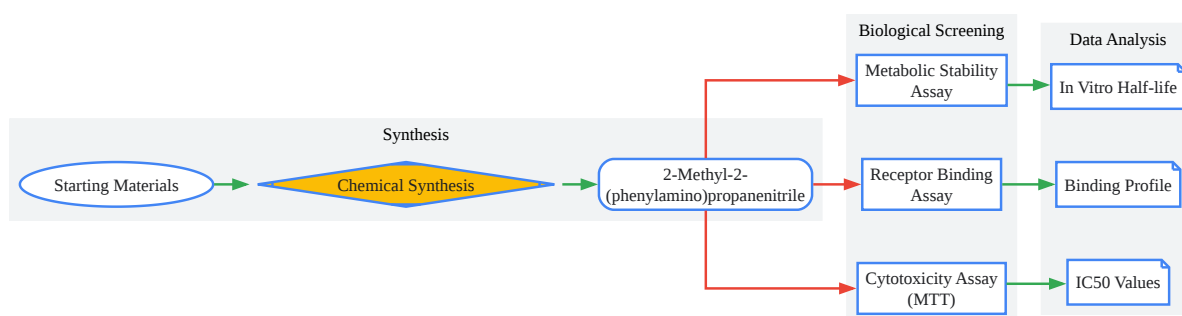 Synthesis
Starting Materials
Chemical Synthesis
2-Methyl-2-
(phenylamino)propanenitrile
Biological Screening
Metabolic Stability
Assay
Receptor Binding
Assay
Cytotoxicity Assay
(MTT)
Data Analysis
In Vitro Half-life
Binding Profile
IC50 Values